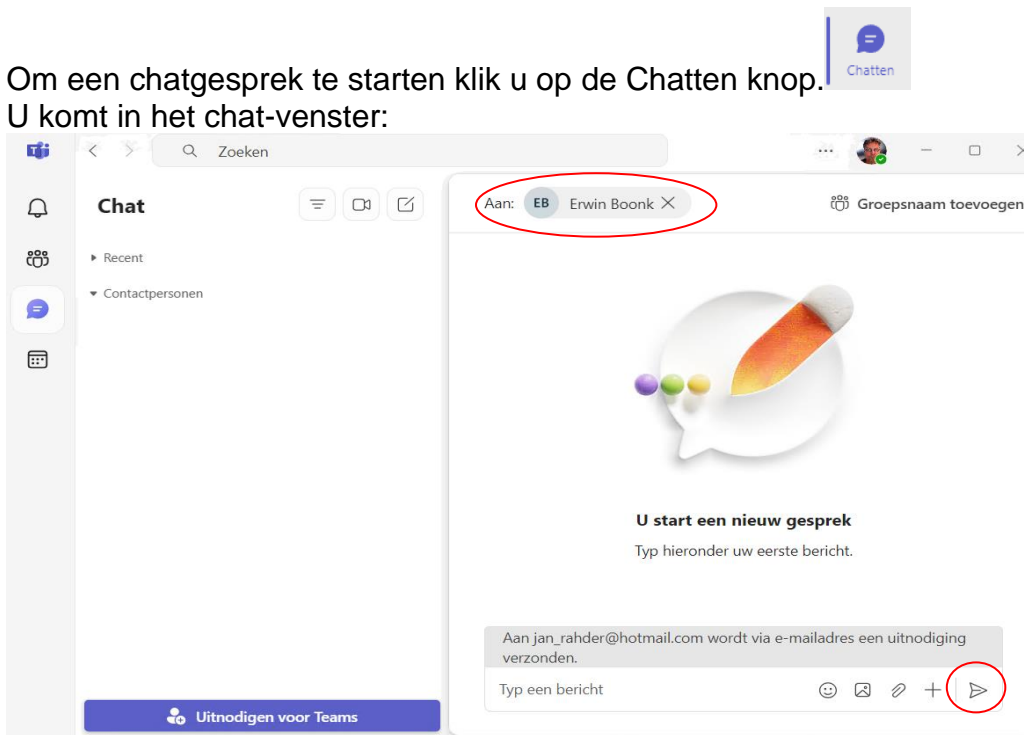 Chatten
Om een chatgesprek te starten klik u op de Chatten knop.
U komt in het chat-venster:
Zoeken
Chat
Aan: EB Erwin Boonk
Groepsnaam toevoegen
Recent
Contactpersonen
U start een nieuw gesprek
Typ hieronder uw eerste bericht.
Aan jan_rahder@hotmail.com wordt via e-mailadres een uitnodiging
verzonden.
Typ een bericht
Uitnodigen voor Teams